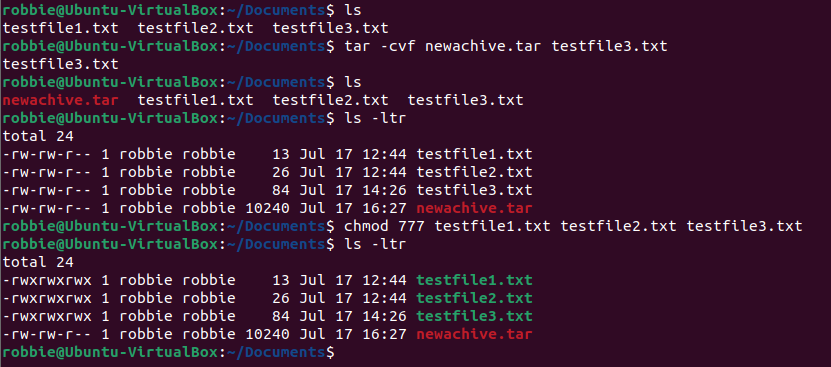 robbie@Ubuntu-VirtualBox:~/Documents$ ls
testfile1.txt  testfile2.txt  testfile3.txt
robbie@Ubuntu-VirtualBox:~/Documents$ tar -cvf newachive.tar testfile3.txt
testfile3.txt
robbie@Ubuntu-VirtualBox:~/Documents$ ls
newachive.tar  testfile1.txt  testfile2.txt  testfile3.txt
robbie@Ubuntu-VirtualBox:~/Documents$ ls -ltr
total 24
-rw-rw-r-- 1 robbie robbie    13 Jul 17 12:44 testfile1.txt
-rw-rw-r-- 1 robbie robbie    26 Jul 17 12:44 testfile2.txt
-rw-rw-r-- 1 robbie robbie    84 Jul 17 14:26 testfile3.txt
-rw-rw-r-- 1 robbie robbie 10240 Jul 17 16:27 newachive.tar
robbie@Ubuntu-VirtualBox:~/Documents$ chmod 777 testfile1.txt testfile2.txt testfile3.txt
robbie@Ubuntu-VirtualBox:~/Documents$ ls -ltr
total 24
-rwxrwxrwx 1 robbie robbie    13 Jul 17 12:44 testfile1.txt
-rwxrwxrwx 1 robbie robbie    26 Jul 17 12:44 testfile2.txt
-rwxrwxrwx 1 robbie robbie    84 Jul 17 14:26 testfile3.txt
-rw-rw-r-- 1 robbie robbie 10240 Jul 17 16:27 newachive.tar
robbie@Ubuntu-VirtualBox:~/Documents$